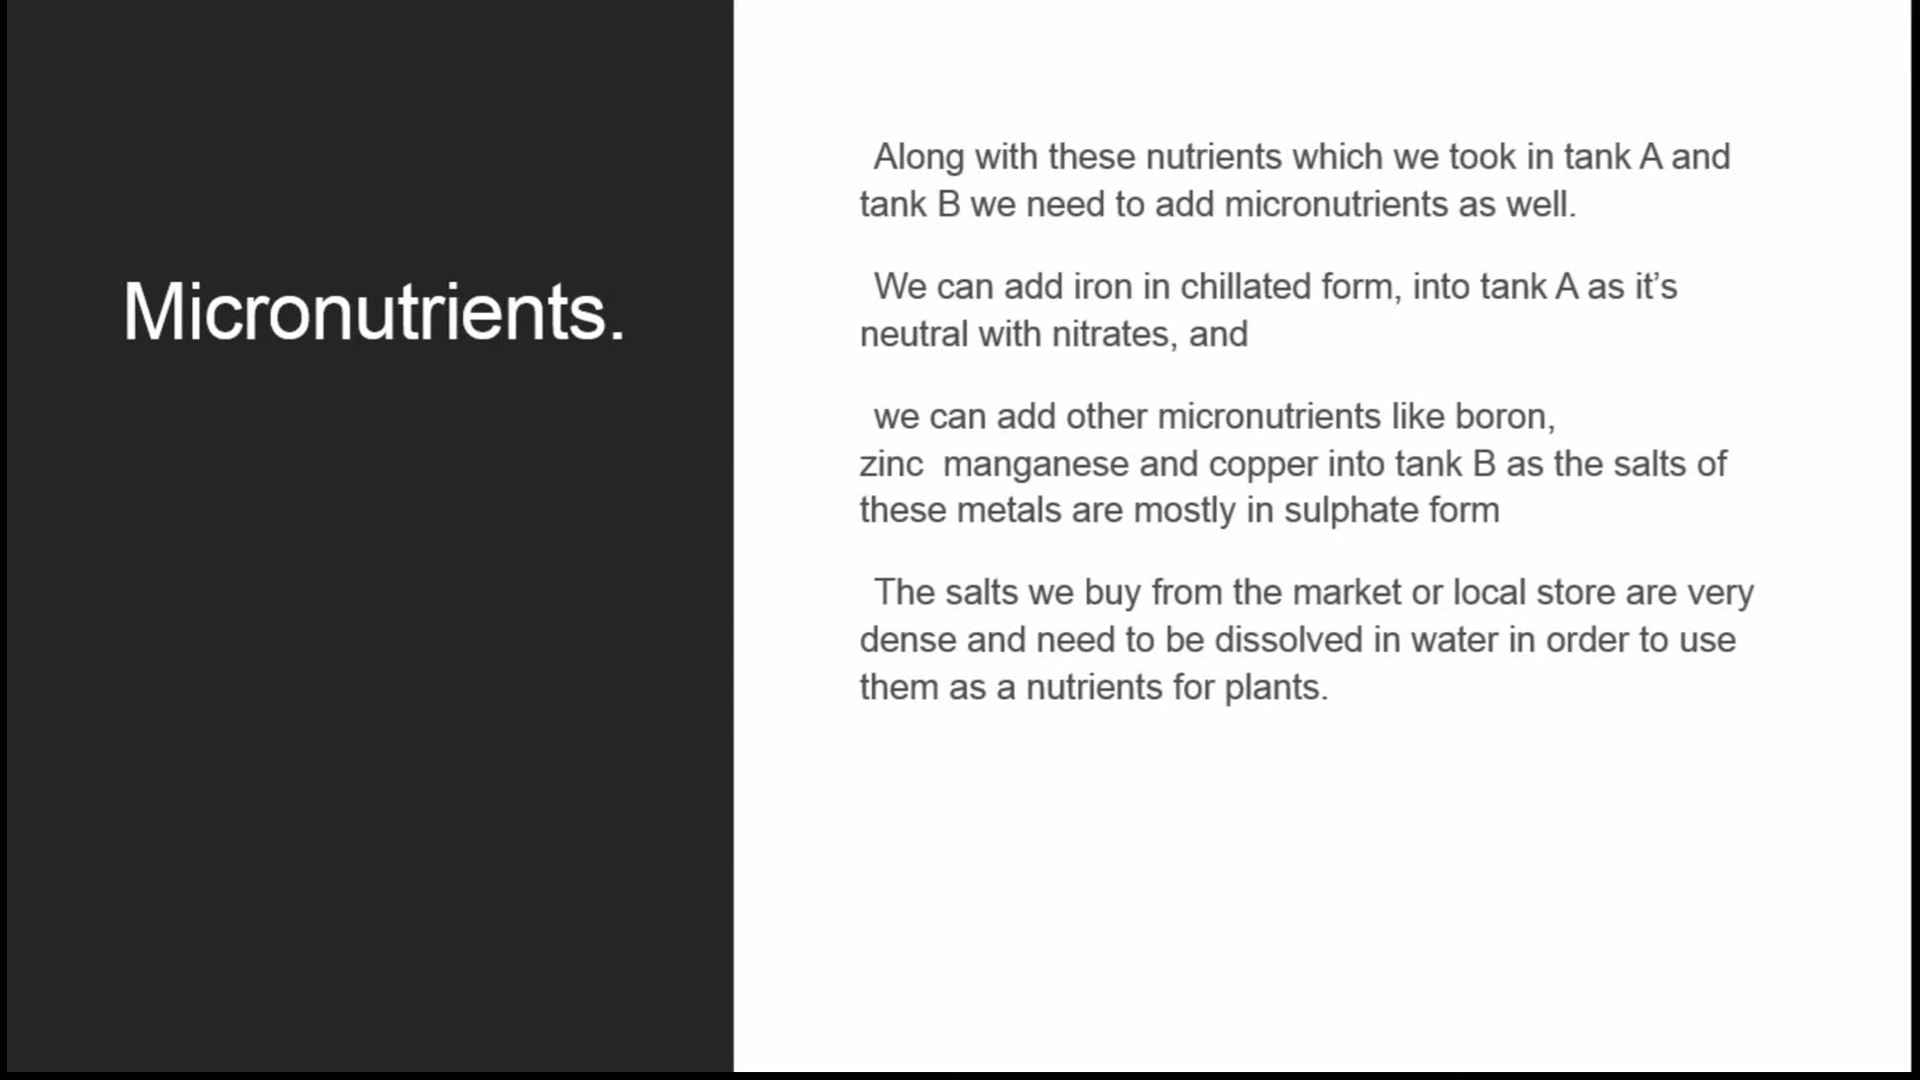 Micronutrients.
Along with these nutrients which we took in tank A and
tank B we need to add micronutrients as well.
We can add iron in chillated form, into tank A as it’s
neutral with nitrates, and
we can add other micronutrients like boron,
zinc  manganese and copper into tank B as the salts of
these metals are mostly in sulphate form
The salts we buy from the market or local store are very
dense and need to be dissolved in water in order to use
them as a nutrients for plants.